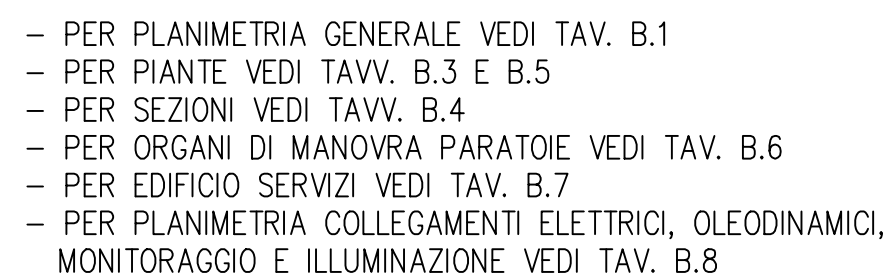 – PER PLANIMETRIA GENERALE VEDI TAV. B.1
– PER PIANTE VEDI TAVV. B.3 E B.5
– PER SEZIONI VEDI TAVV. B.4
– PER ORGANI DI MANOVRA PARATOIE VEDI TAV. B.6
– PER EDIFICIO SERVIZI VEDI TAV. B.7
– PER PLANIMETRIA COLLEGAMENTI ELETTRICI, OLEODINAMICI,
MONITORAGGIO E ILLUMINAZIONE VEDI TAV. B.8